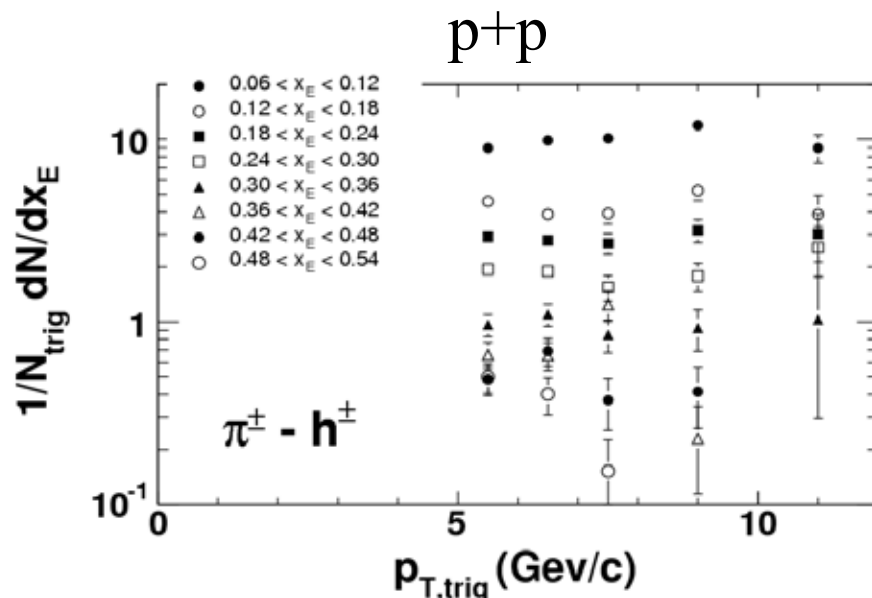 p+p
0.06 < x_E < 0.12
0.12 < x_E < 0.18
0.18 < x_E < 0.24
0.24 < x_E < 0.30
0.30 < x_E < 0.36
0.36 < x_E < 0.42
0.42 < x_E < 0.48
0.48 < x_E < 0.54
1/N_trig dN/dx_E
10
1
10^-1
π± - h±
0 5 10
p_T,trig (Gev/c)